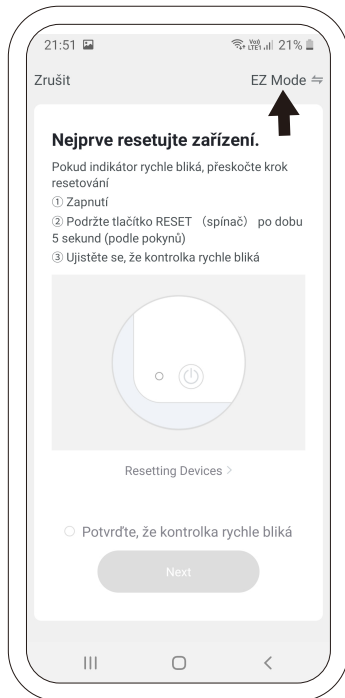 21:51 21%
Zrušit EZ Mode
Nejprve resetujte zařízení.
Pokud indikátor rychle bliká, přeskočte krok
resetování
① Zapnutí
② Podržte tlačítko RESET （spínač） po dobu
5 sekund (podle pokynů)
③ Ujistěte se, že kontrolka rychle bliká
Resetting Devices >
Potvrďte, že kontrolka rychle bliká
Next